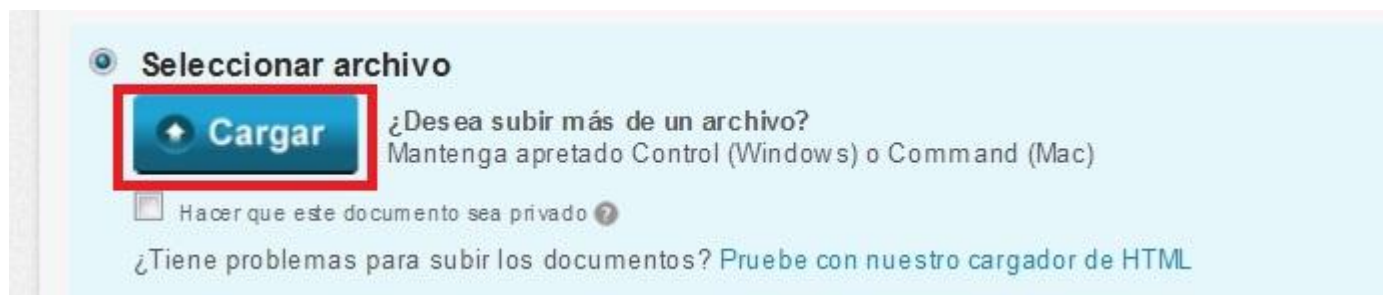 Seleccionar archivo
Cargar
¿Desea subir más de un archivo?
Mantenga apretado Control (Windows) o Command (Mac)
Hacer que este documento sea privado ?
¿Tiene problemas para subir los documentos? Pruebe con nuestro cargador de HTML